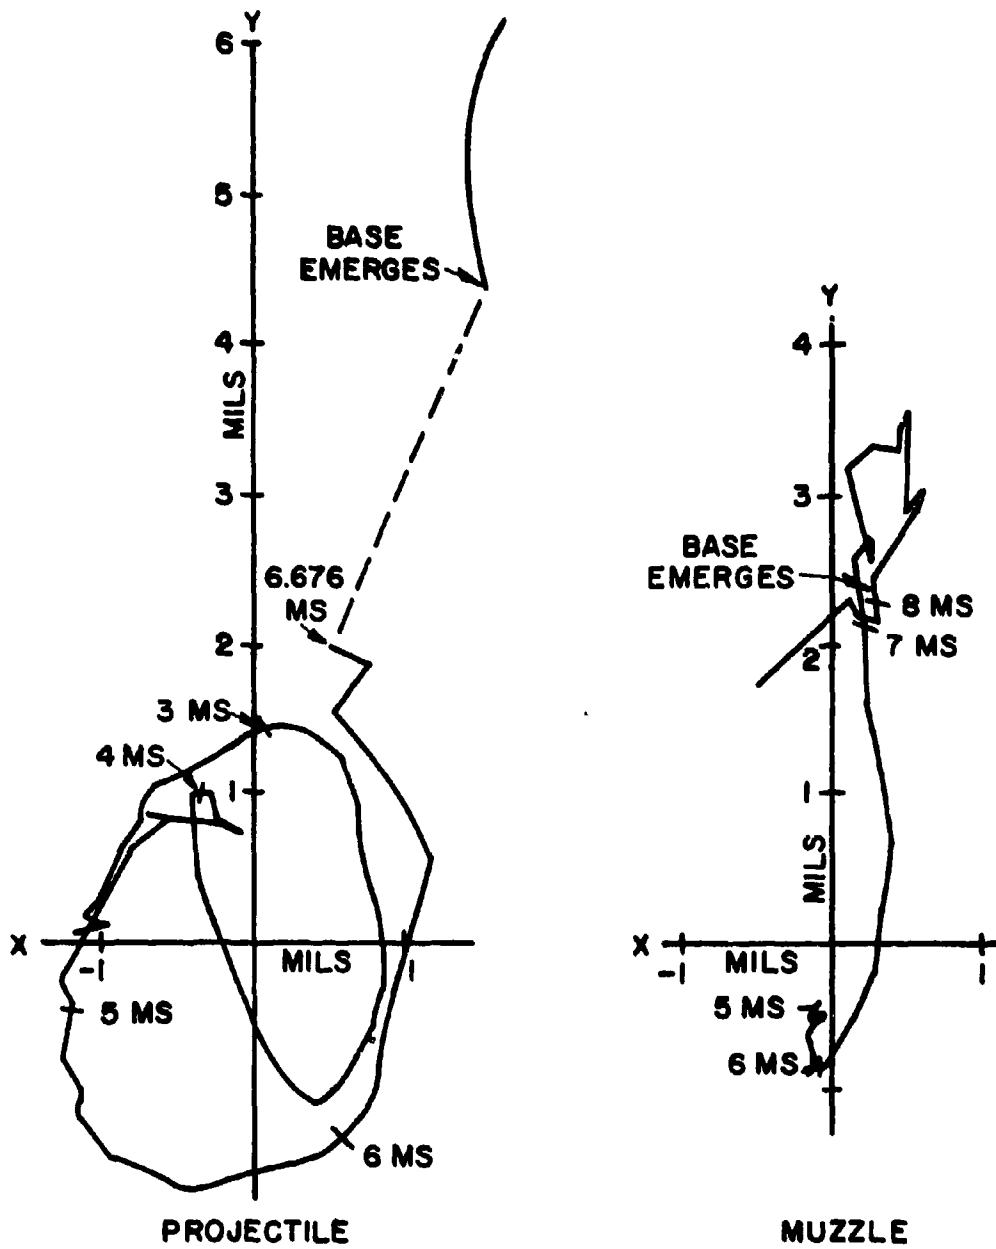 Y
6
5
BASE
EMERGES
4
MILS
3
6.676
MS
2
3 MS
4 MS
1
X
-1
MILS
1
5 MS
6 MS
PROJECTILE
Y
4
3
BASE
EMERGES
8 MS
7 MS
2
1
MILS
X
-1
MILS
1
5 MS
6 MS
MUZZLE